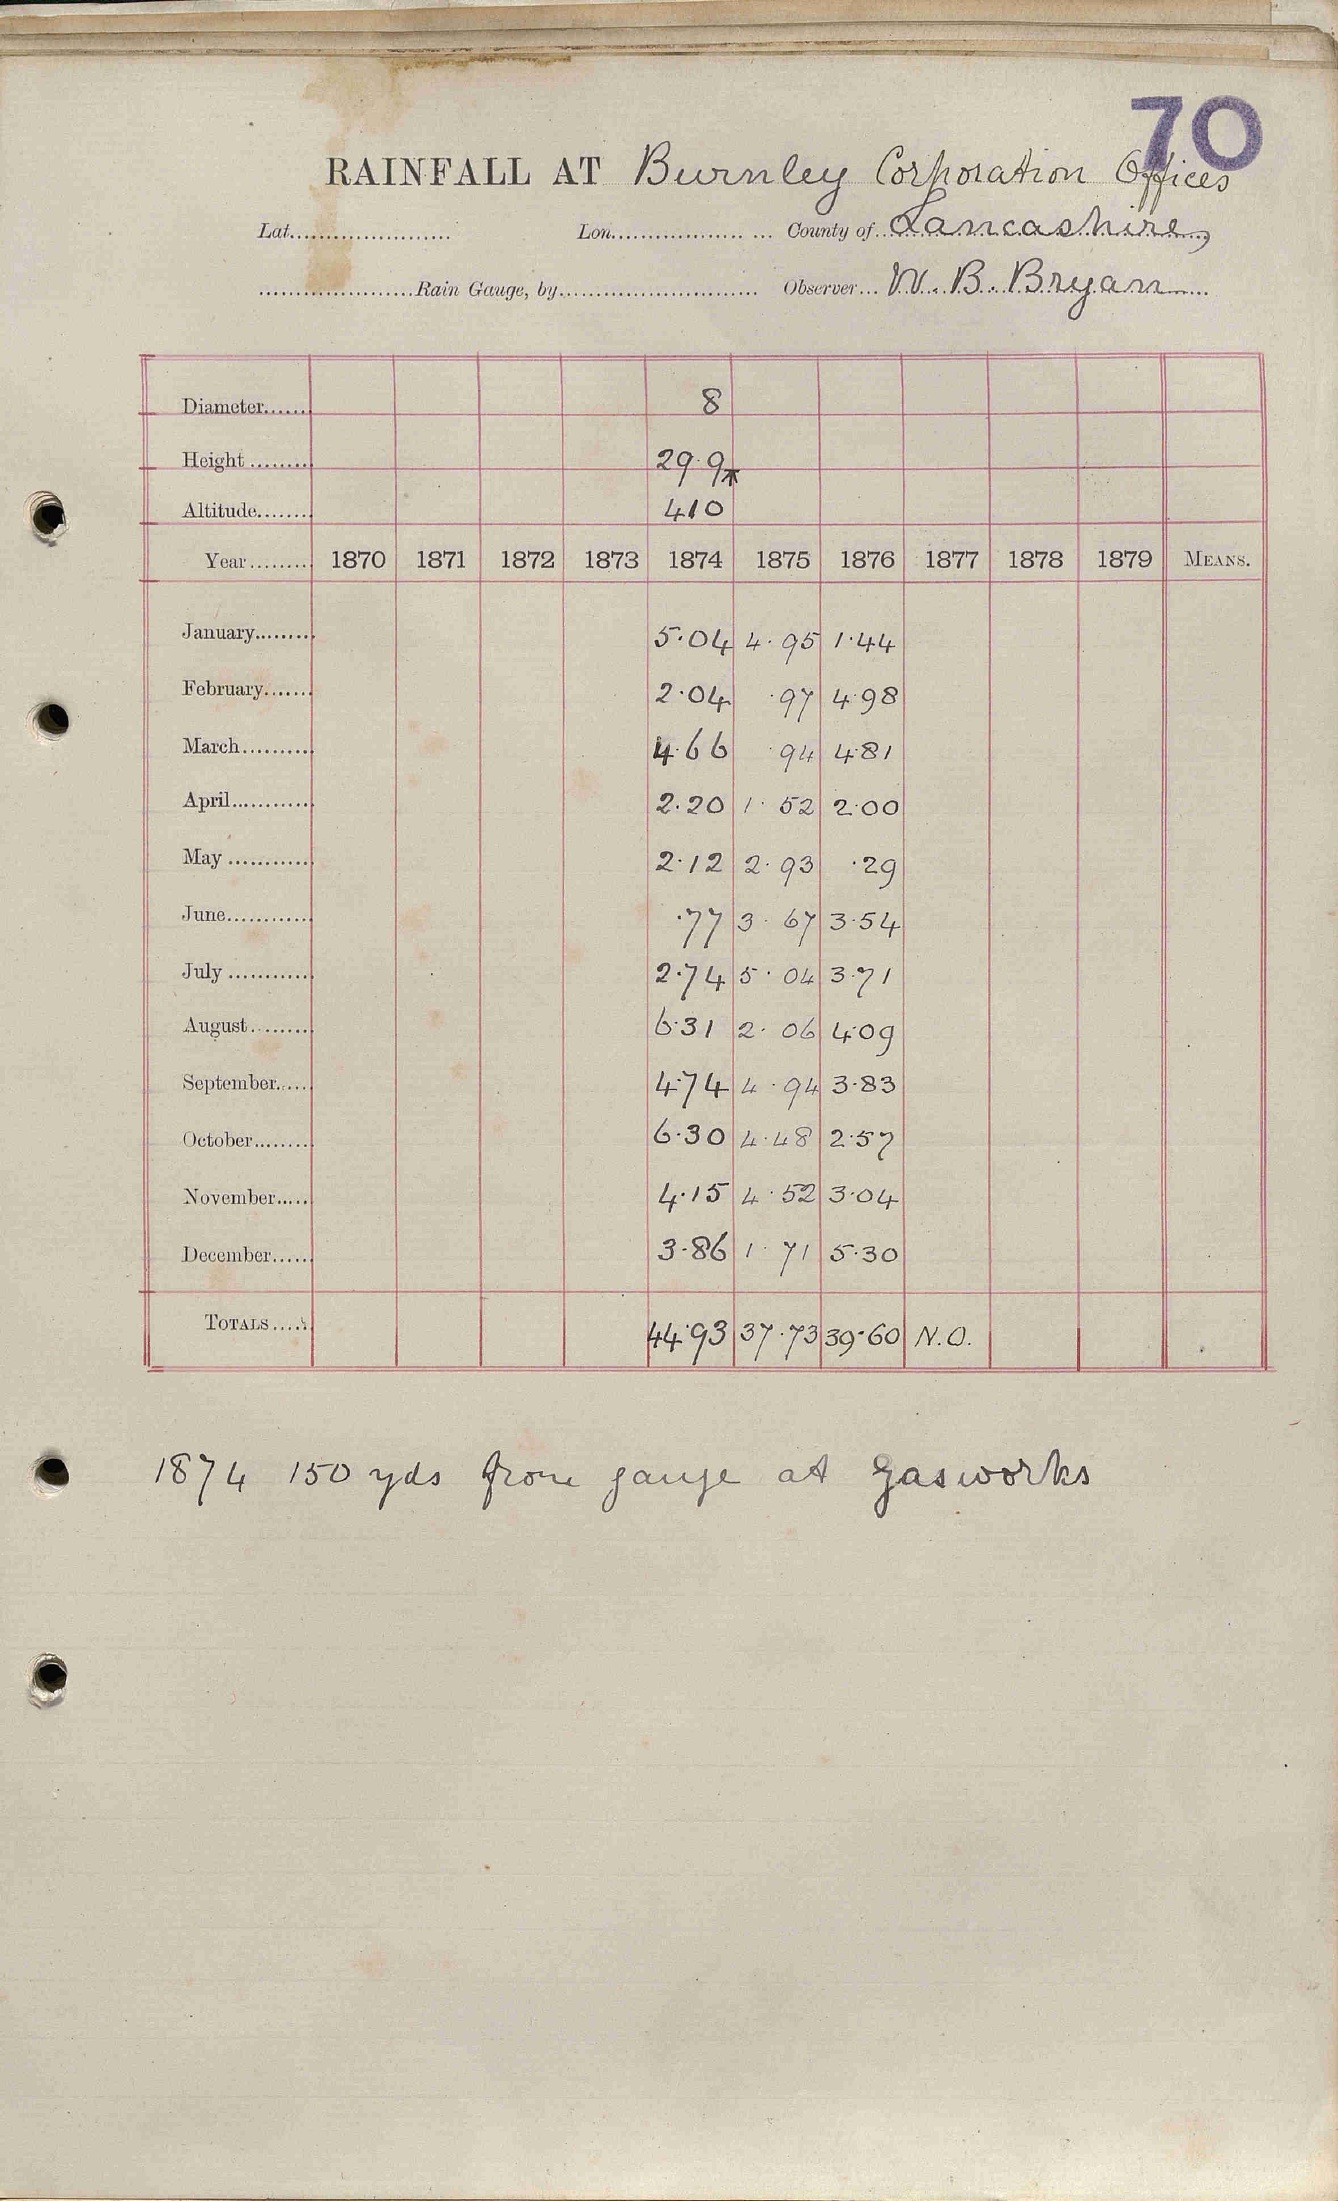 70
RAINFALL AT Burnley Corporation Offices
Lat...................... Lon...................... County of Lancashire
......................Rain Gauge, by............................ Observer... W. B. Bryan
Diameter...... 8
Height ......... 29.9*
Altitude........ 410
Year ......... 1870 1871 1872 1873 1874 1875 1876 1877 1878 1879 MEANS.
January......... 5.04 4.95 1.44
February....... 2.04 .97 4.98
March.......... 4.66 .94 4.81
April............ 2.20 1.52 2.00
May ............ 2.12 2.93 .29
June............ .77 3.67 3.54
July ............ 2.74 5.04 3.71
August......... 6.31 2.06 4.09
September...... 4.74 4.94 3.83
October........ 6.30 4.48 2.57
November..... 4.15 4.52 3.04
December...... 3.86 1.71 5.30
TOTALS ..... 44.93 37.73 39.60 N.O.
1874 150 yds from gauge at Gasworks